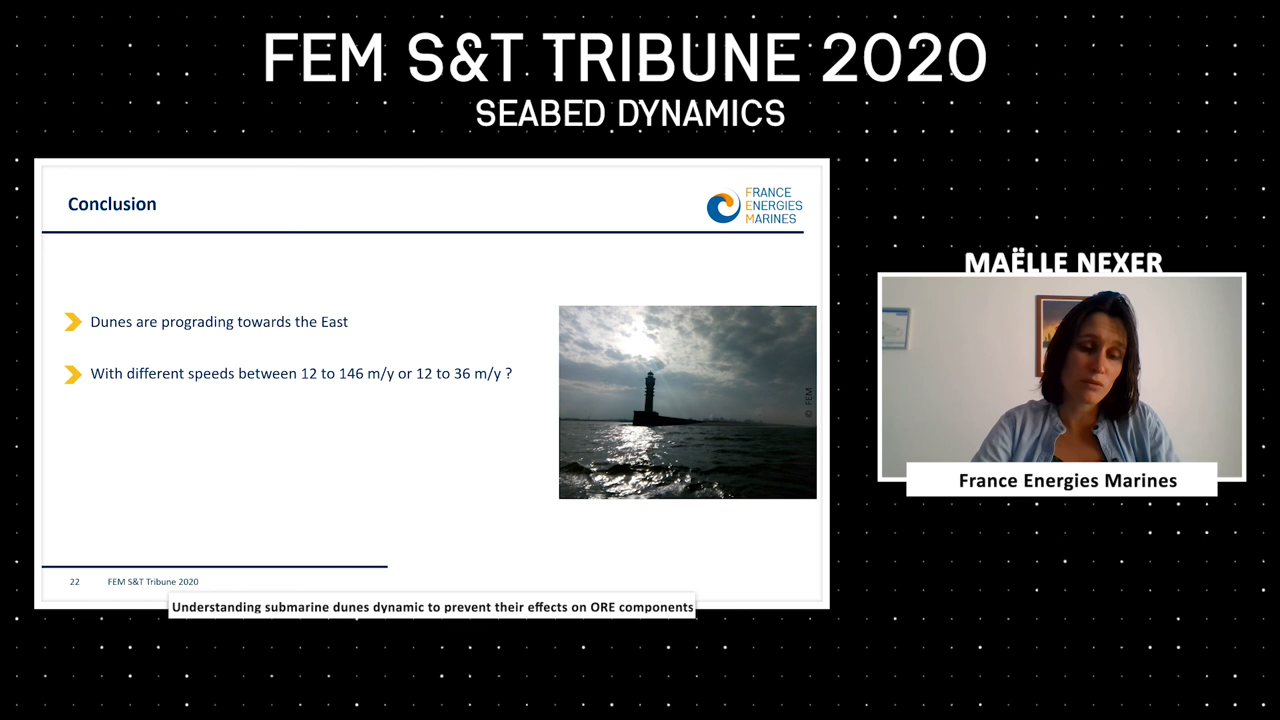 FEM S&T TRIBUNE 2020
SEABED DYNAMICS
Conclusion
FRANCE
ENERGIES
MARINES
Dunes are prograding towards the East
With different speeds between 12 to 146 m/y or 12 to 36 m/y ?
© FEM
22 FEM S&T Tribune 2020
Understanding submarine dunes dynamic to prevent their effects on ORE components
MAËLLE NEXER
France Energies Marines